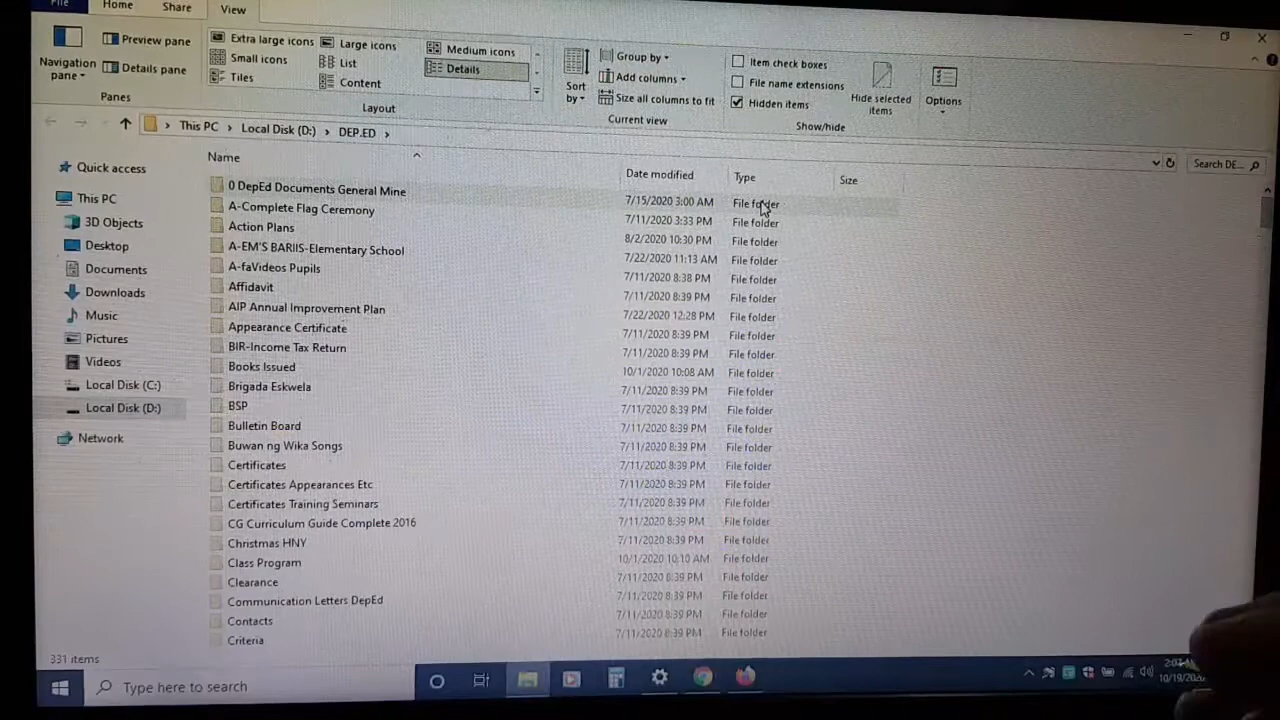 File Home Share View
Navigation pane
Preview pane
Details pane
Panes
Extra large icons Large icons Medium icons
Small icons List Details
Tiles Content
Layout
Sort by
Group by
Add columns
Size all columns to fit
Current view
Item check boxes
File name extensions
Hidden items
Hide selected items
Show/hide
Options
This PC > Local Disk (D:) > DEP.ED >
Search DE...
Quick access
This PC
3D Objects
Desktop
Documents
Downloads
Music
Pictures
Videos
Local Disk (C:)
Local Disk (D:)
Network
Name Date modified Type Size
0 DepEd Documents General Mine 7/15/2020 3:00 AM File folder
A-Complete Flag Ceremony 7/11/2020 3:33 PM File folder
Action Plans 8/2/2020 10:30 PM File folder
A-EM'S BARIIS-Elementary School 7/22/2020 11:13 AM File folder
A-faVideos Pupils 7/11/2020 8:38 PM File folder
Affidavit 7/11/2020 8:39 PM File folder
AIP Annual Improvement Plan 7/22/2020 12:28 PM File folder
Appearance Certificate 7/11/2020 8:39 PM File folder
BIR-Income Tax Return 7/11/2020 8:39 PM File folder
Books Issued 10/1/2020 10:08 AM File folder
Brigada Eskwela 7/11/2020 8:39 PM File folder
BSP 7/11/2020 8:39 PM File folder
Bulletin Board 7/11/2020 8:39 PM File folder
Buwan ng Wika Songs 7/11/2020 8:39 PM File folder
Certificates 7/11/2020 8:39 PM File folder
Certificates Appearances Etc 7/11/2020 8:39 PM File folder
Certificates Training Seminars 7/11/2020 8:39 PM File folder
CG Curriculum Guide Complete 2016 7/11/2020 8:39 PM File folder
Christmas HNY 7/11/2020 8:39 PM File folder
Class Program 10/1/2020 10:10 AM File folder
Clearance 7/11/2020 8:39 PM File folder
Communication Letters DepEd 7/11/2020 8:39 PM File folder
Contacts 7/11/2020 8:39 PM File folder
Criteria 7/11/2020 8:39 PM File folder
331 items
Type here to search